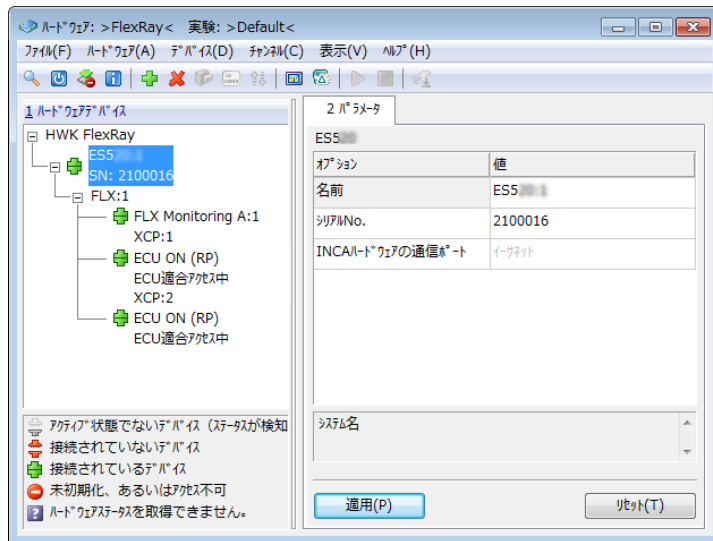 ﾊｰﾄﾞｳｪｱ: >FlexRay<　実験: >Default<
ﾌｧｲﾙ(F)　ﾊｰﾄﾞｳｪｱ(A)　ﾃﾞﾊﾞｲｽ(D)　ﾁｬﾝﾈﾙ(C)　表示(V)　ﾍﾙﾌﾟ(H)
1 ﾊｰﾄﾞｳｪｱﾃﾞﾊﾞｲｽ
HWK FlexRay
ES5
SN: 2100016
FLX:1
FLX Monitoring A:1
XCP:1
ECU ON (RP)
ECU適合ｱｸｾｽ中
XCP:2
ECU ON (RP)
ECU適合ｱｸｾｽ中
ｱｸﾃｨﾌﾞ状態でないﾃﾞﾊﾞｲｽ（ｽﾃｰﾀｽが検知
接続されていないﾃﾞﾊﾞｲｽ
接続されているﾃﾞﾊﾞｲｽ
未初期化、あるいはｱｸｾｽ不可
ﾊｰﾄﾞｳｪｱｽﾃｰﾀｽを取得できません。
2 ﾊﾟﾗﾒｰﾀ
ES5
ｵﾌﾟｼｮﾝ　値
名前　ES5
ｼﾘｱﾙNo.　2100016
INCAﾊｰﾄﾞｳｪｱの通信ﾎﾟｰﾄ　ｲｰｻﾈｯﾄ
ｼｽﾃﾑ名
適用(P)　ﾘｾｯﾄ(T)